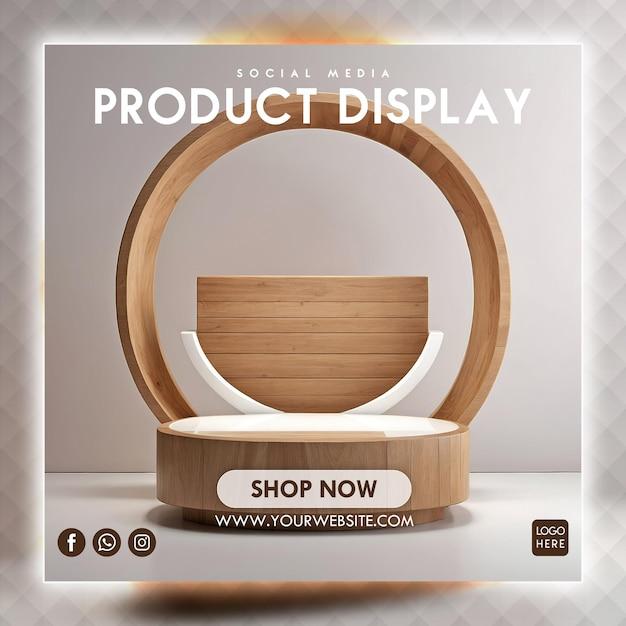 SOCIAL MEDIA
PRODUCT DISPLAY
SHOP NOW
WWW.YOURWEBSITE.COM
LOGO
HERE